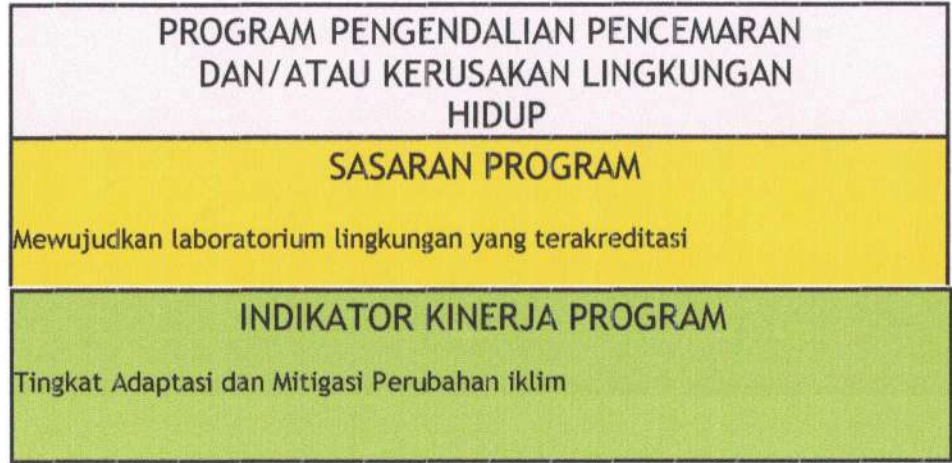 PROGRAM PENGENDALIAN PENCEMARAN
DAN/ATAU KERUSAKAN LINGKUNGAN
HIDUP
SASARAN PROGRAM
Mewujudkan laboratorium lingkungan yang terakreditasi
INDIKATOR KINERJA PROGRAM
Tingkat Adaptasi dan Mitigasi Perubahan iklim